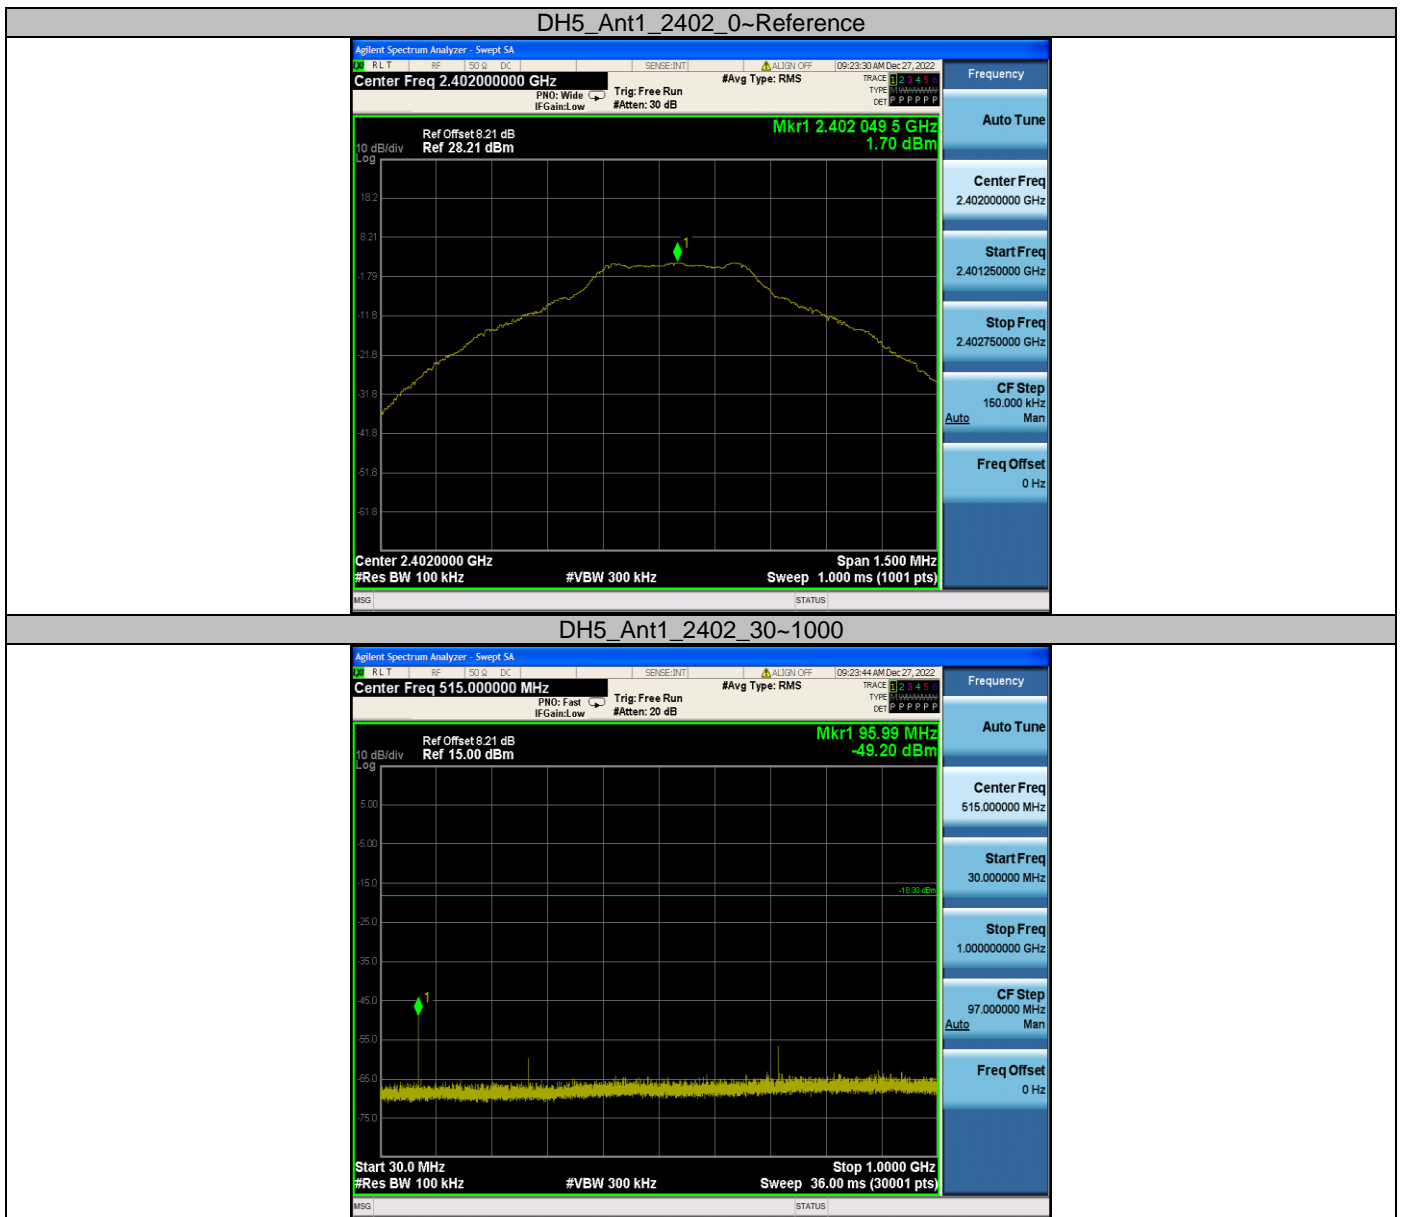 DH5_Ant1_2402_0~Reference
Agilent Spectrum Analyzer - Swept SA
RLT RF 50 Ω DC SENSE:INT ALIGN OFF 09:23:30 AM Dec 27, 2022
Center Freq 2.402000000 GHz #Avg Type: RMS TRACE 1 2 3 4 5 6
PNO: Wide Trig: Free Run TYPE M
IFGain:Low #Atten: 30 dB DET P P P P P P
Mkr1 2.402 049 5 GHz
1.70 dBm
Ref Offset 8.21 dB
10 dB/div Ref 28.21 dBm
Log
18.2
8.21
-1.79
-11.8
-21.8
-31.8
-41.8
-51.8
-61.8
1
Center 2.4020000 GHz Span 1.500 MHz
#Res BW 100 kHz #VBW 300 kHz Sweep 1.000 ms (1001 pts)
MSG STATUS
Frequency
Auto Tune
Center Freq
2.402000000 GHz
Start Freq
2.401250000 GHz
Stop Freq
2.402750000 GHz
CF Step
150.000 kHz
Auto Man
Freq Offset
0 Hz
DH5_Ant1_2402_30~1000
Agilent Spectrum Analyzer - Swept SA
RLT RF 50 Ω DC SENSE:INT ALIGN OFF 09:23:44 AM Dec 27, 2022
Center Freq 515.000000 MHz #Avg Type: RMS TRACE 1 2 3 4 5 6
PNO: Fast Trig: Free Run TYPE M
IFGain:Low #Atten: 20 dB DET P P P P P P
Mkr1 95.99 MHz
-49.20 dBm
Ref Offset 8.21 dB
10 dB/div Ref 15.00 dBm
Log
5.00
-5.00
-15.0
-25.0
-35.0
-45.0
-55.0
-65.0
-75.0
-18.30 dBm
1
Start 30.0 MHz Stop 1.0000 GHz
#Res BW 100 kHz #VBW 300 kHz Sweep 36.00 ms (30001 pts)
MSG STATUS
Frequency
Auto Tune
Center Freq
515.000000 MHz
Start Freq
30.000000 MHz
Stop Freq
1.000000000 GHz
CF Step
97.000000 MHz
Auto Man
Freq Offset
0 Hz